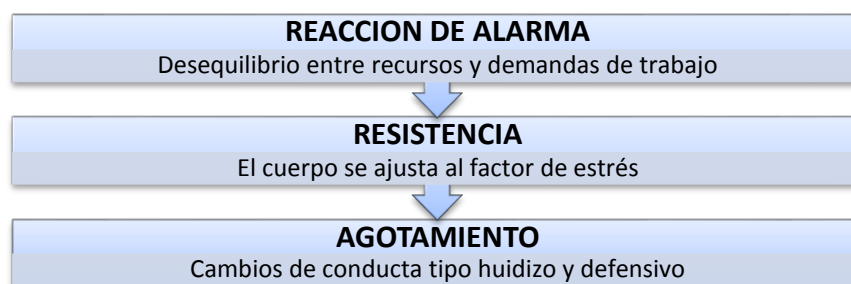 REACCION DE ALARMA
Desequilibrio entre recursos y demandas de trabajo
RESISTENCIA
El cuerpo se ajusta al factor de estrés
AGOTAMIENTO
Cambios de conducta tipo huidizo y defensivo